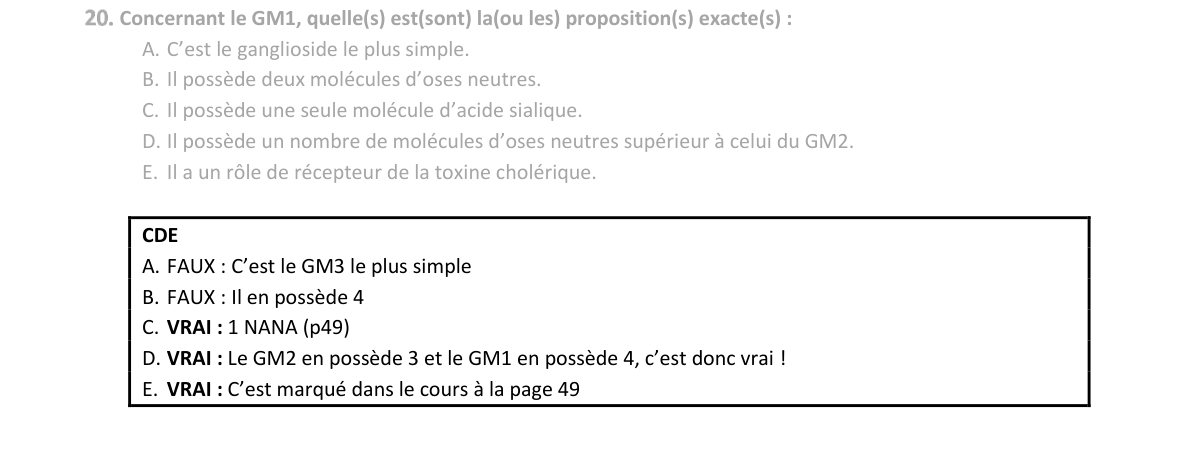 20. Concernant le GM1, quelle(s) est(sont) la(ou les) proposition(s) exacte(s) :
A. C’est le ganglioside le plus simple.
B. Il possède deux molécules d’oses neutres.
C. Il possède une seule molécule d’acide sialique.
D. Il possède un nombre de molécules d’oses neutres supérieur à celui du GM2.
E. Il a un rôle de récepteur de la toxine cholérique.
CDE
A. FAUX : C’est le GM3 le plus simple
B. FAUX : Il en possède 4
C. VRAI : 1 NANA (p49)
D. VRAI : Le GM2 en possède 3 et le GM1 en possède 4, c’est donc vrai !
E. VRAI : C’est marqué dans le cours à la page 49